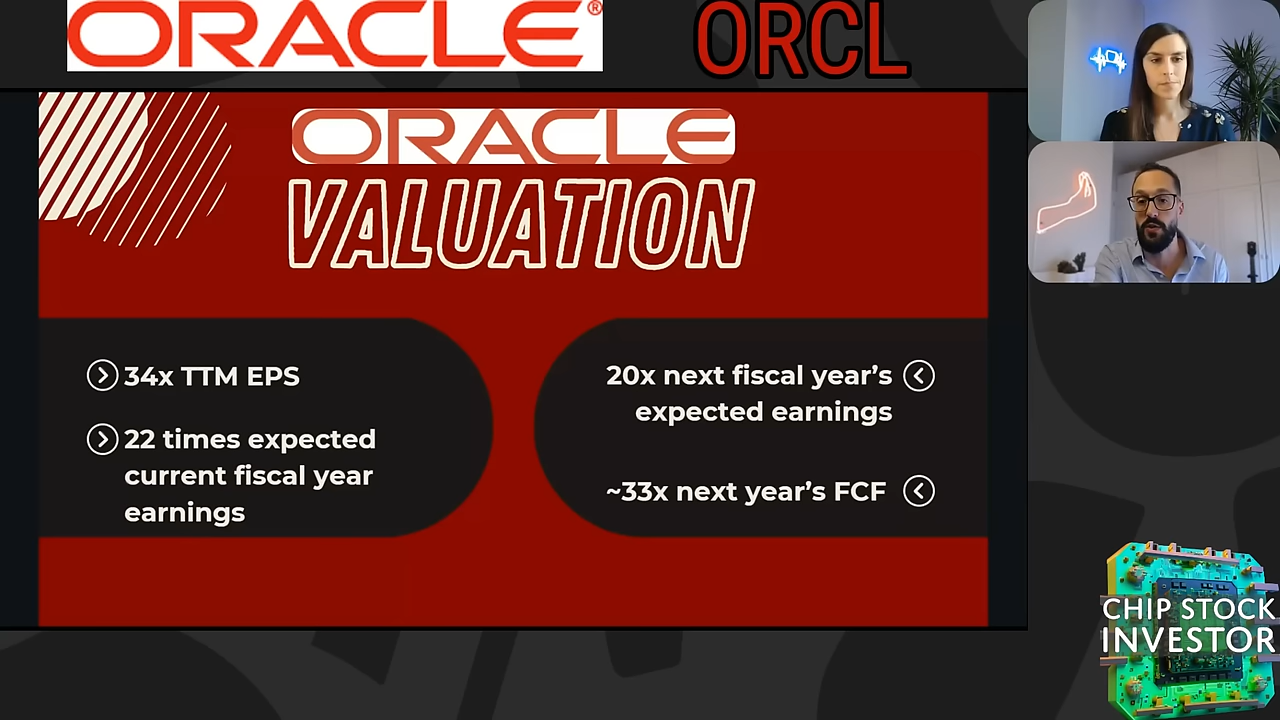 ORACLE®
ORCL
ORACLE
VALUATION
34x TTM EPS
22 times expected
current fiscal year
earnings
20x next fiscal year's
expected earnings
~33x next year's FCF
CHIP STOCK
INVESTOR